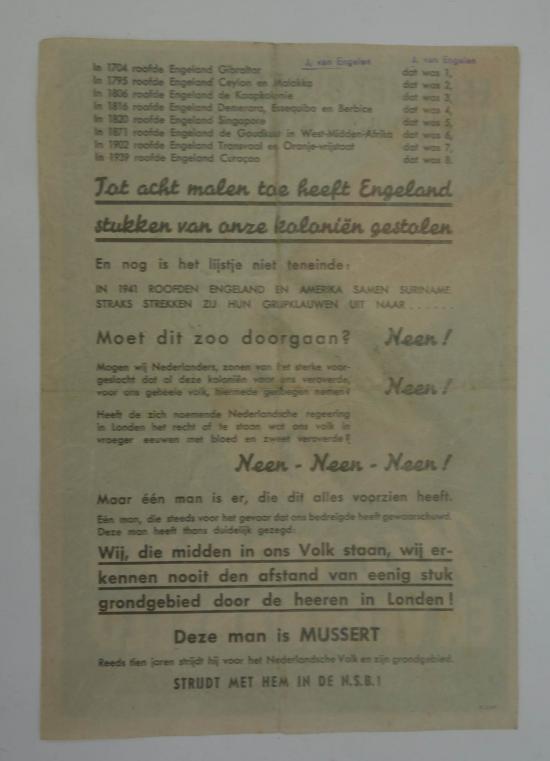 J. van Engelen J. van Engelen
In 1704 roofde Engeland Gibraltar dat was 1,
In 1795 roofde Engeland Ceylon en Malakka dat was 2,
In 1806 roofde Engeland de Kaapkolonie dat was 3,
In 1816 roofde Engeland Demerara, Essequiba en Berbice dat was 4,
In 1820 roofde Engeland Singapore dat was 5,
In 1871 roofde Engeland de Goudkust in West-Midden-Afrika dat was 6,
In 1902 roofde Engeland Transvaal en Oranje-vrijstaat dat was 7,
In 1939 roofde Engeland Curaçao dat was 8.
Tot acht malen toe heeft Engeland
stukken van onze koloniën gestolen
En nog is het lijstje niet teneinde:
IN 1941 ROOFDEN ENGELAND EN AMERIKA SAMEN SURINAME
STRAKS STREKKEN ZIJ HUN GRIJPKLAUWEN UIT NAAR . . . . . .
Moet dit zoo doorgaan? Neen!
Mogen wij Nederlanders, zonen van het sterke voor-
geslacht dat al deze koloniën voor ons veroverde,
voor ons geheele volk, hiermede genoegen nemen? Neen!
Heeft de zich noemende Nederlandsche regeering
in Londen het recht af te staan wat ons volk in
vroeger eeuwen met bloed en zweet veroverde?
Neen - Neen - Neen!
Maar één man is er, die dit alles voorzien heeft.
Eén man, die steeds voor het gevaar dat ons bedreigde heeft gewaarschuwd.
Deze man heeft thans duidelijk gezegd:
Wij, die midden in ons Volk staan, wij er-
kennen nooit den afstand van eenig stuk
grondgebied door de heeren in Londen!
Deze man is MUSSERT
Reeds tien jaren strijdt hij voor het Nederlandsche Volk en zijn grondgebied.
STRIJDT MET HEM IN DE N.S.B.!